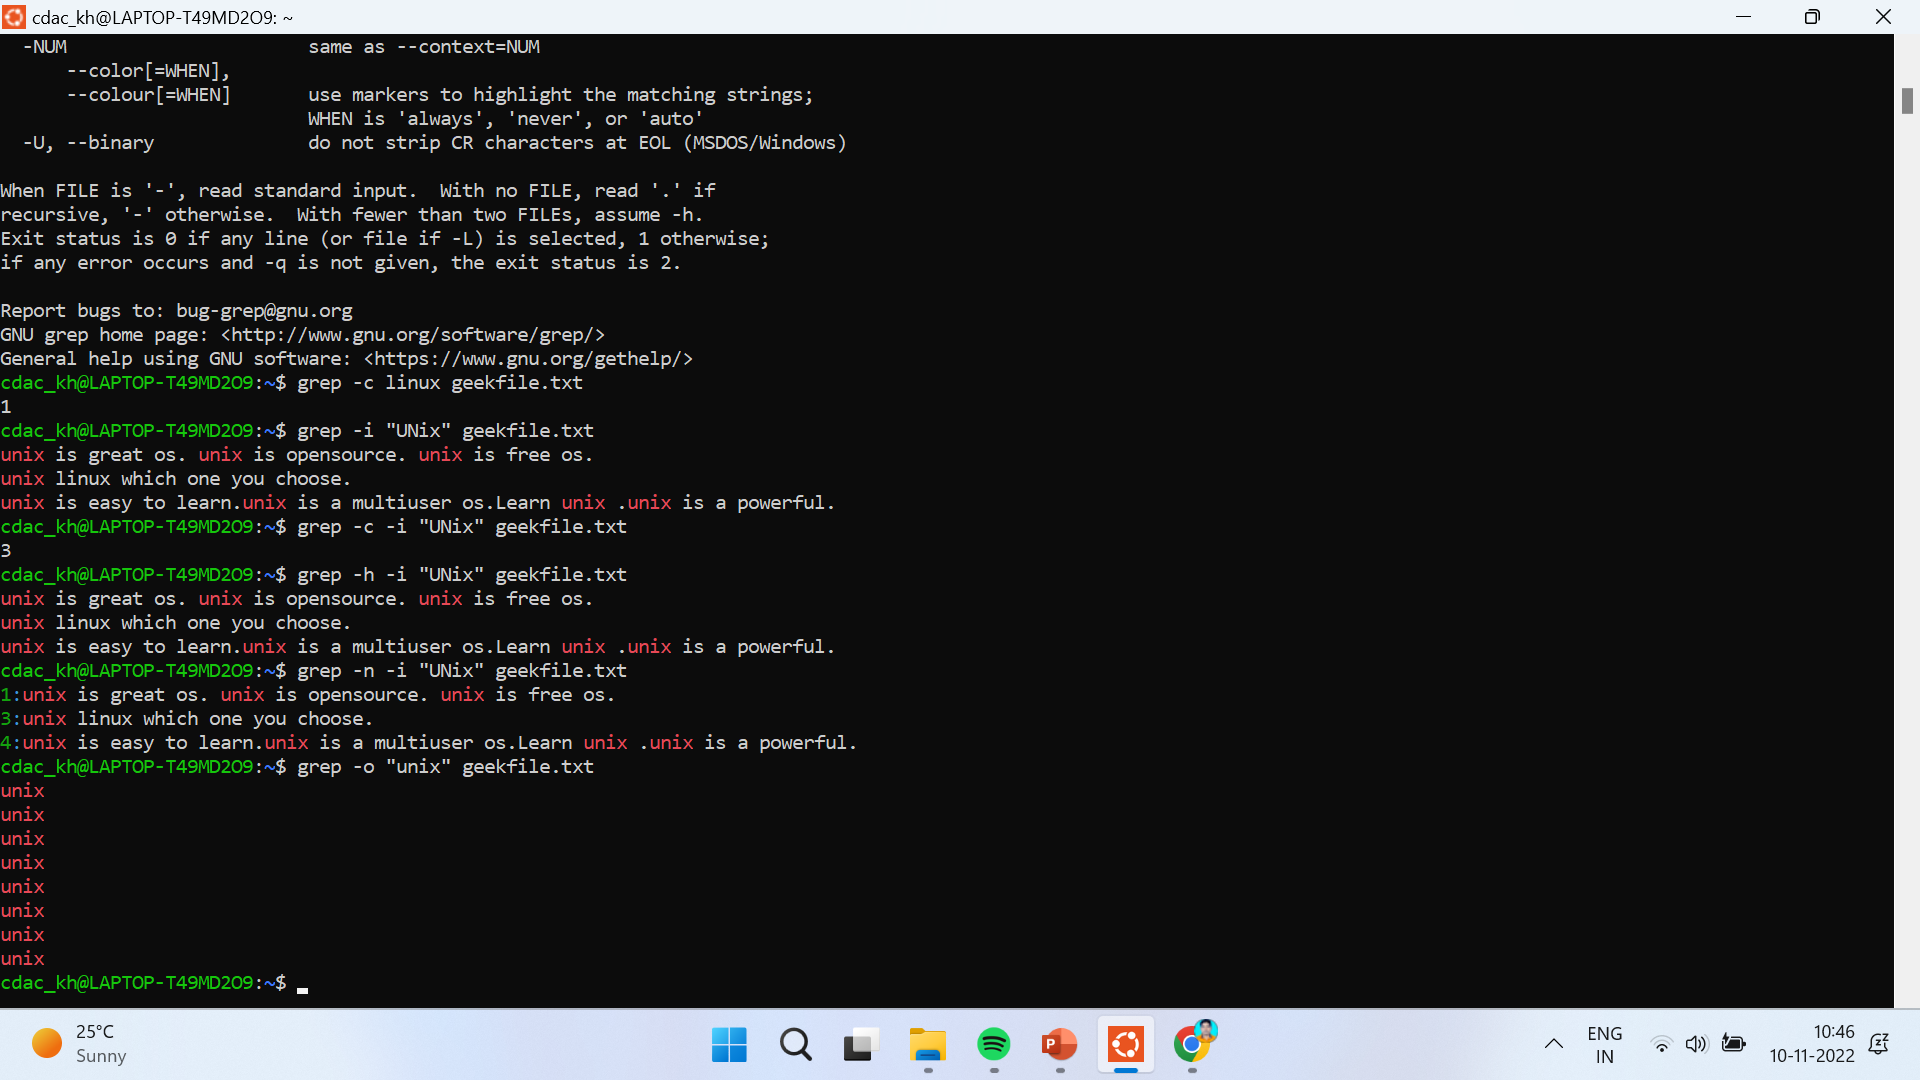 cdac_kh@LAPTOP-T49MD2O9: ~
-NUM same as --context=NUM
--color[=WHEN],
--colour[=WHEN] use markers to highlight the matching strings;
WHEN is 'always', 'never', or 'auto'
-U, --binary do not strip CR characters at EOL (MSDOS/Windows)
When FILE is '-', read standard input. With no FILE, read '.' if
recursive, '-' otherwise. With fewer than two FILEs, assume -h.
Exit status is 0 if any line (or file if -L) is selected, 1 otherwise;
if any error occurs and -q is not given, the exit status is 2.
Report bugs to: bug-grep@gnu.org
GNU grep home page: <http://www.gnu.org/software/grep/>
General help using GNU software: <https://www.gnu.org/gethelp/>
cdac_kh@LAPTOP-T49MD2O9:~$ grep -c linux geekfile.txt
1
cdac_kh@LAPTOP-T49MD2O9:~$ grep -i "UNix" geekfile.txt
unix is great os. unix is opensource. unix is free os.
unix linux which one you choose.
unix is easy to learn.unix is a multiuser os.Learn unix .unix is a powerful.
cdac_kh@LAPTOP-T49MD2O9:~$ grep -c -i "UNix" geekfile.txt
3
cdac_kh@LAPTOP-T49MD2O9:~$ grep -h -i "UNix" geekfile.txt
unix is great os. unix is opensource. unix is free os.
unix linux which one you choose.
unix is easy to learn.unix is a multiuser os.Learn unix .unix is a powerful.
cdac_kh@LAPTOP-T49MD2O9:~$ grep -n -i "UNix" geekfile.txt
1:unix is great os. unix is opensource. unix is free os.
3:unix linux which one you choose.
4:unix is easy to learn.unix is a multiuser os.Learn unix .unix is a powerful.
cdac_kh@LAPTOP-T49MD2O9:~$ grep -o "unix" geekfile.txt
unix
unix
unix
unix
unix
unix
unix
unix
cdac_kh@LAPTOP-T49MD2O9:~$
25°C
Sunny
P
ENG
IN
10:46
10-11-2022